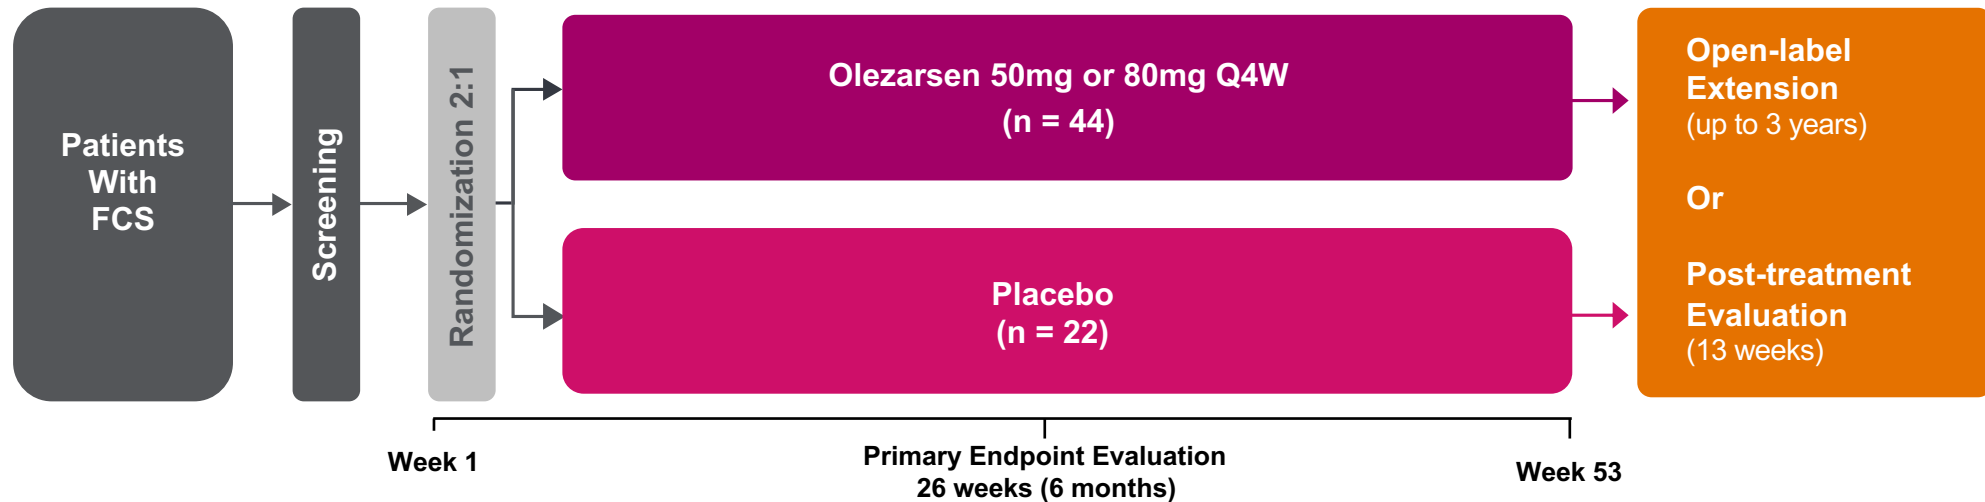 Patients
With
FCS
Screening
Randomization 2:1
Olezarsen 50mg or 80mg Q4W
(n = 44)
Placebo
(n = 22)
Open-label
Extension
(up to 3 years)
Or
Post-treatment
Evaluation
(13 weeks)
Week 1
Primary Endpoint Evaluation
26 weeks (6 months)
Week 53